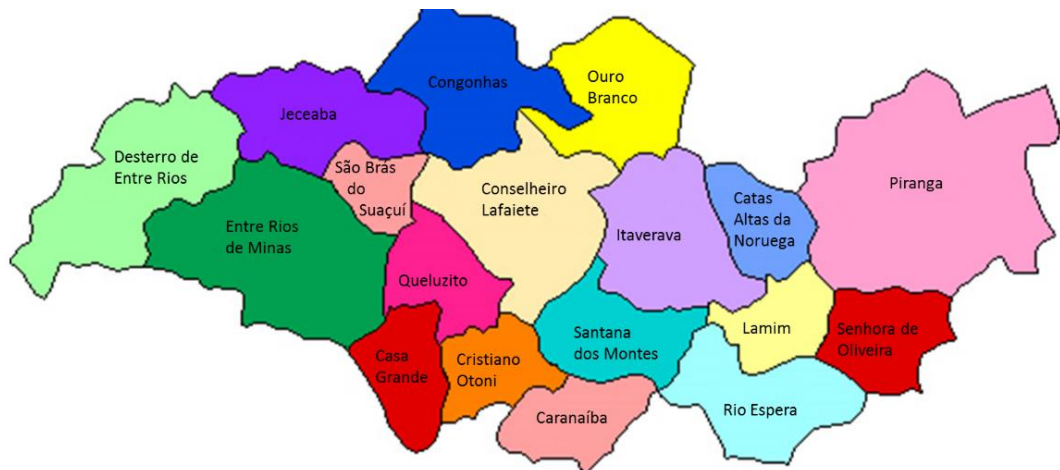 Congonhas
Ouro
Branco
Jeceaba
Desterro de
Entre Rios
São Brás
do
Suaçuí
Conselheiro
Lafaiete
Catas
Altas da
Noruega
Piranga
Entre Rios
de Minas
Itaverava
Queluzito
Santana
dos Montes
Lamim
Senhora de
Oliveira
Casa
Grande
Cristiano
Otoni
Caranaíba
Rio Espera